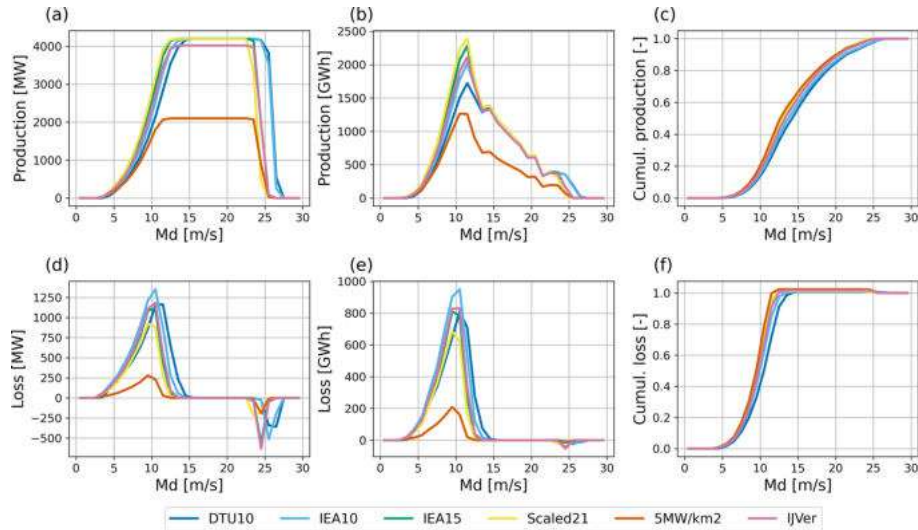 (a)
(b)
(c)
Production [MW]
4000
3000
2000
1000
0
0 5 10 15 20 25 30
Md [m/s]
Production [GWh]
2500
2000
1500
1000
500
0
0 5 10 15 20 25 30
Md [m/s]
Cumul. production [-]
1.0
0.8
0.6
0.4
0.2
0.0
0 5 10 15 20 25 30
Md [m/s]
(d)
(e)
(f)
Loss [MW]
1250
1000
750
500
250
0
−250
−500
0 5 10 15 20 25 30
Md [m/s]
Loss [GWh]
1000
800
600
400
200
0
0 5 10 15 20 25 30
Md [m/s]
Cumul. loss [-]
1.0
0.8
0.6
0.4
0.2
0.0
0 5 10 15 20 25 30
Md [m/s]
DTU10 IEA10 IEA15 Scaled21 5MW/km2 IJVer